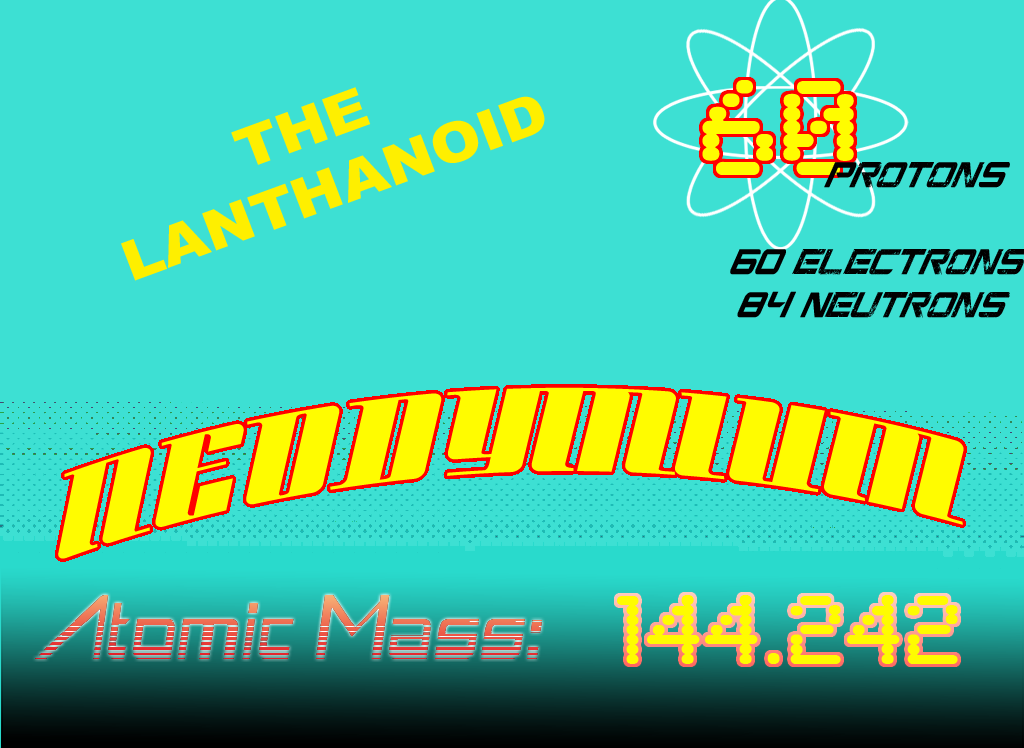 THE
LANTHANOID
60
PROTONS
60 ELECTRONS
84 NEUTRONS
NEODYMIUM
Atomic Mass: 144.242